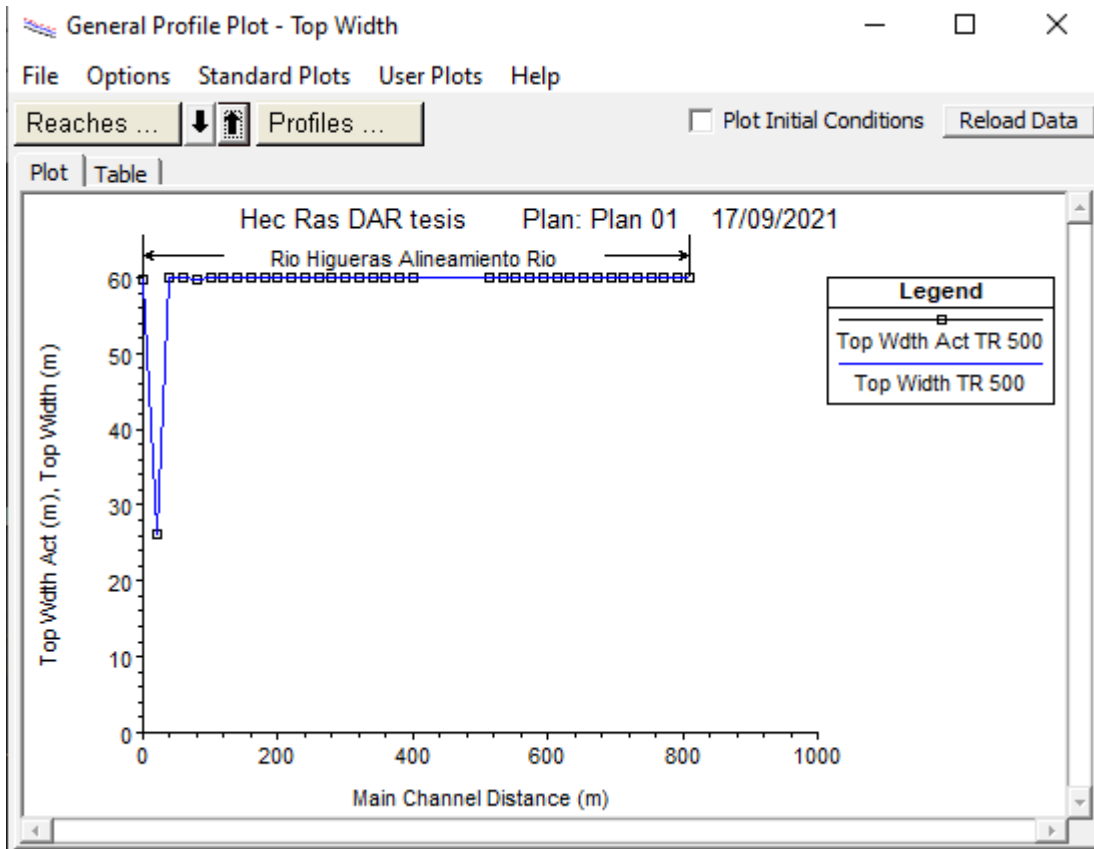 General Profile Plot - Top Width
File Options Standard Plots User Plots Help
Reaches ... Profiles ... Plot Initial Conditions Reload Data
Plot Table
Hec Ras DAR tesis Plan: Plan 01 17/09/2021
Rio Higueras Alineamiento Rio
Legend
Top Wdth Act TR 500
Top Width TR 500
Top Wdth Act (m), Top Width (m)
60
50
40
30
20
10
0
0 200 400 600 800 1000
Main Channel Distance (m)